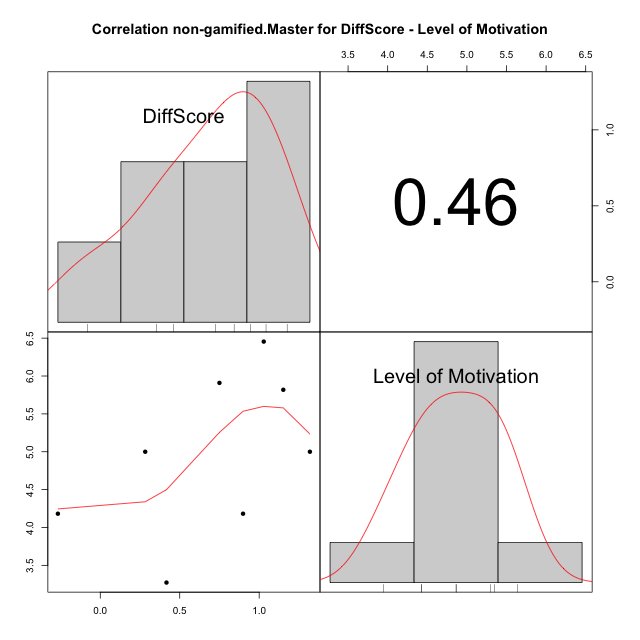 Correlation non-gamified.Master for DiffScore - Level of Motivation
3.5 4.0 4.5 5.0 5.5 6.0 6.5
DiffScore
0.46
1.0
0.5
0.0
Level of Motivation
6.5
6.0
5.5
5.0
4.5
4.0
3.5
0.0 0.5 1.0